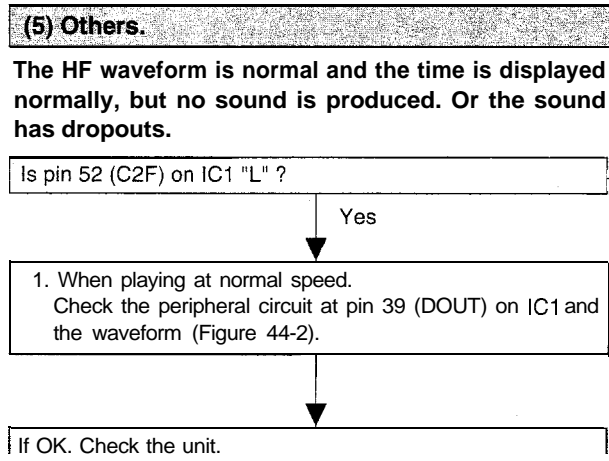 (5) Others.
The HF waveform is normal and the time is displayed
normally, but no sound is produced. Or the sound
has dropouts.
Is pin 52 (C2F) on IC1 "L" ?
Yes
1. When playing at normal speed.
Check the peripheral circuit at pin 39 (DOUT) on IC1 and
the waveform (Figure 44-2).
If OK. Check the unit.